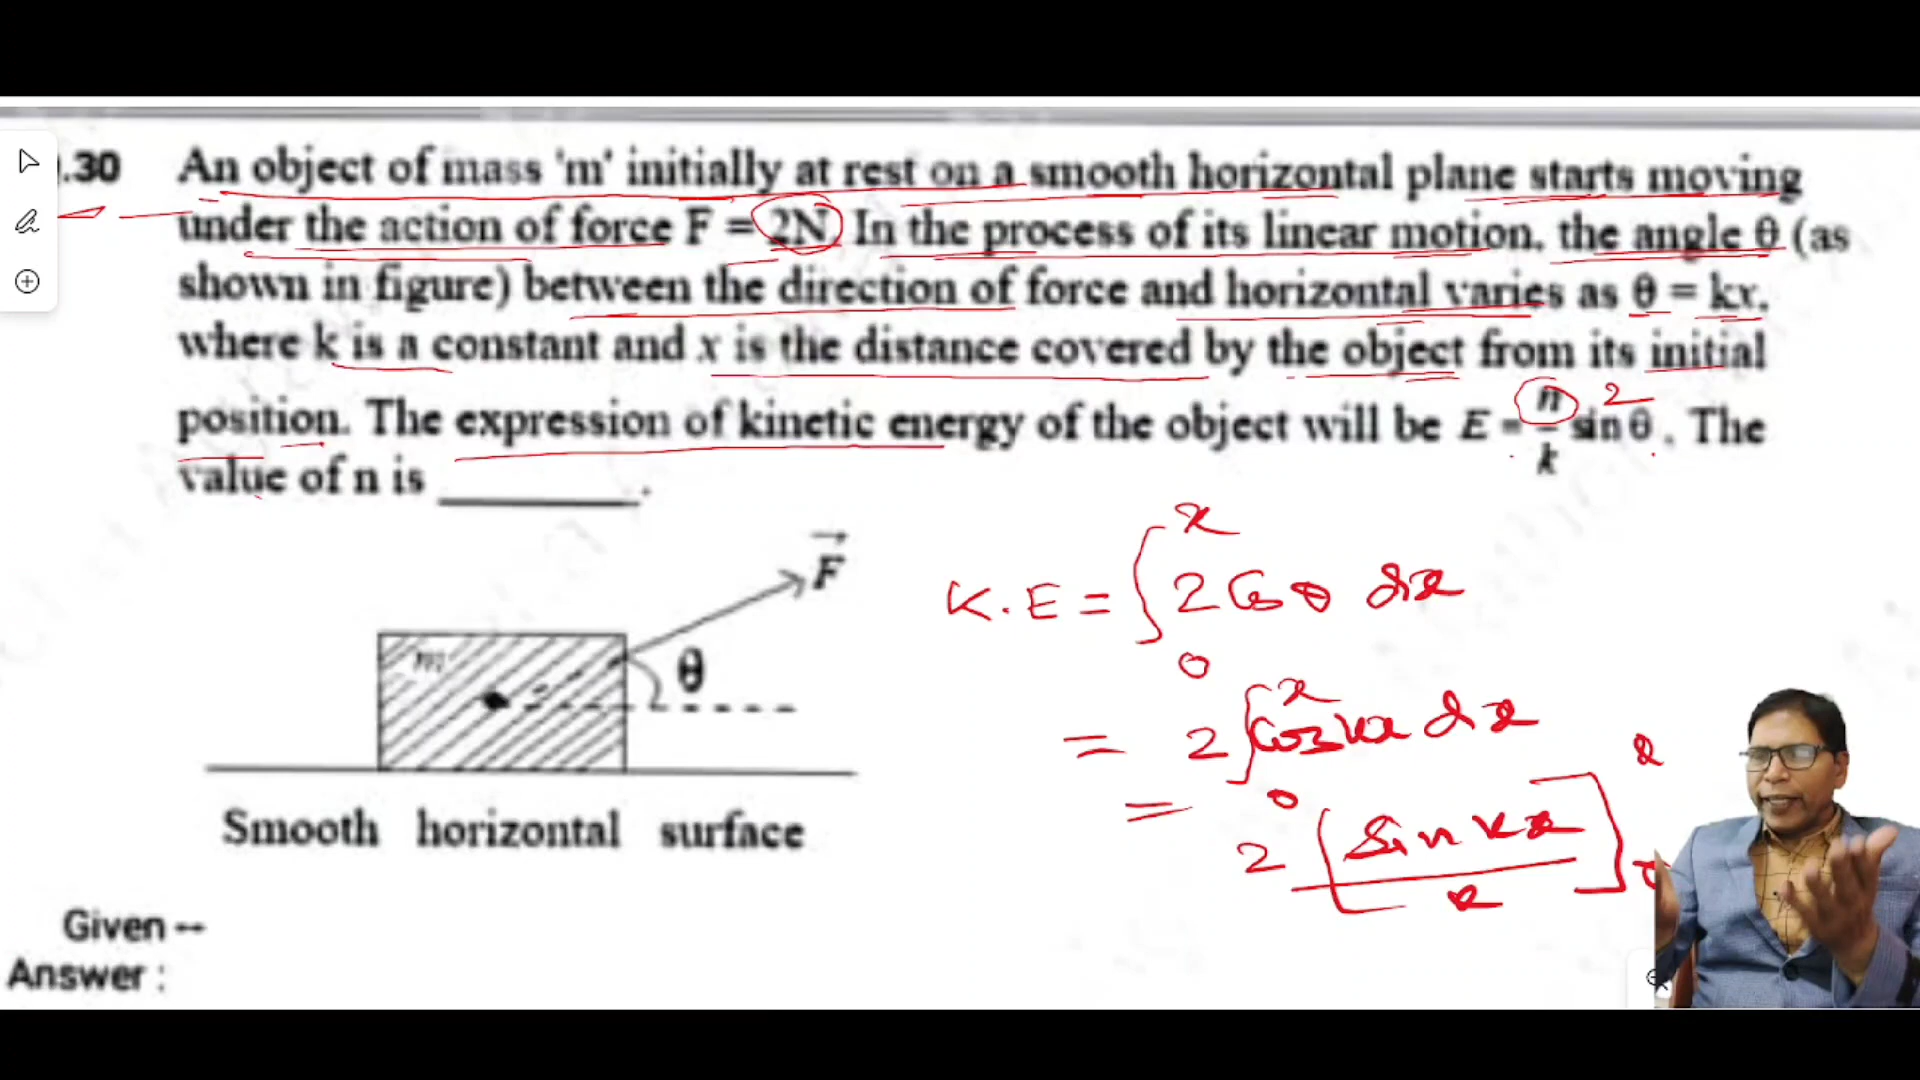 .30 An object of mass 'm' initially at rest on a smooth horizontal plane starts moving
under the action of force F = 2N. In the process of its linear motion, the angle θ (as
shown in figure) between the direction of force and horizontal varies as θ = kx,
where k is a constant and x is the distance covered by the object from its initial
position. The expression of kinetic energy of the object will be E = n/k sin θ. The
value of n is ________.
2
F
m
θ
Smooth horizontal surface
K.E = ∫₀ˣ 2 Cos θ dx
= 2 ∫₀ˣ Cos kx dx
= 2 [Sin kx / k]
x
Given --
Answer :